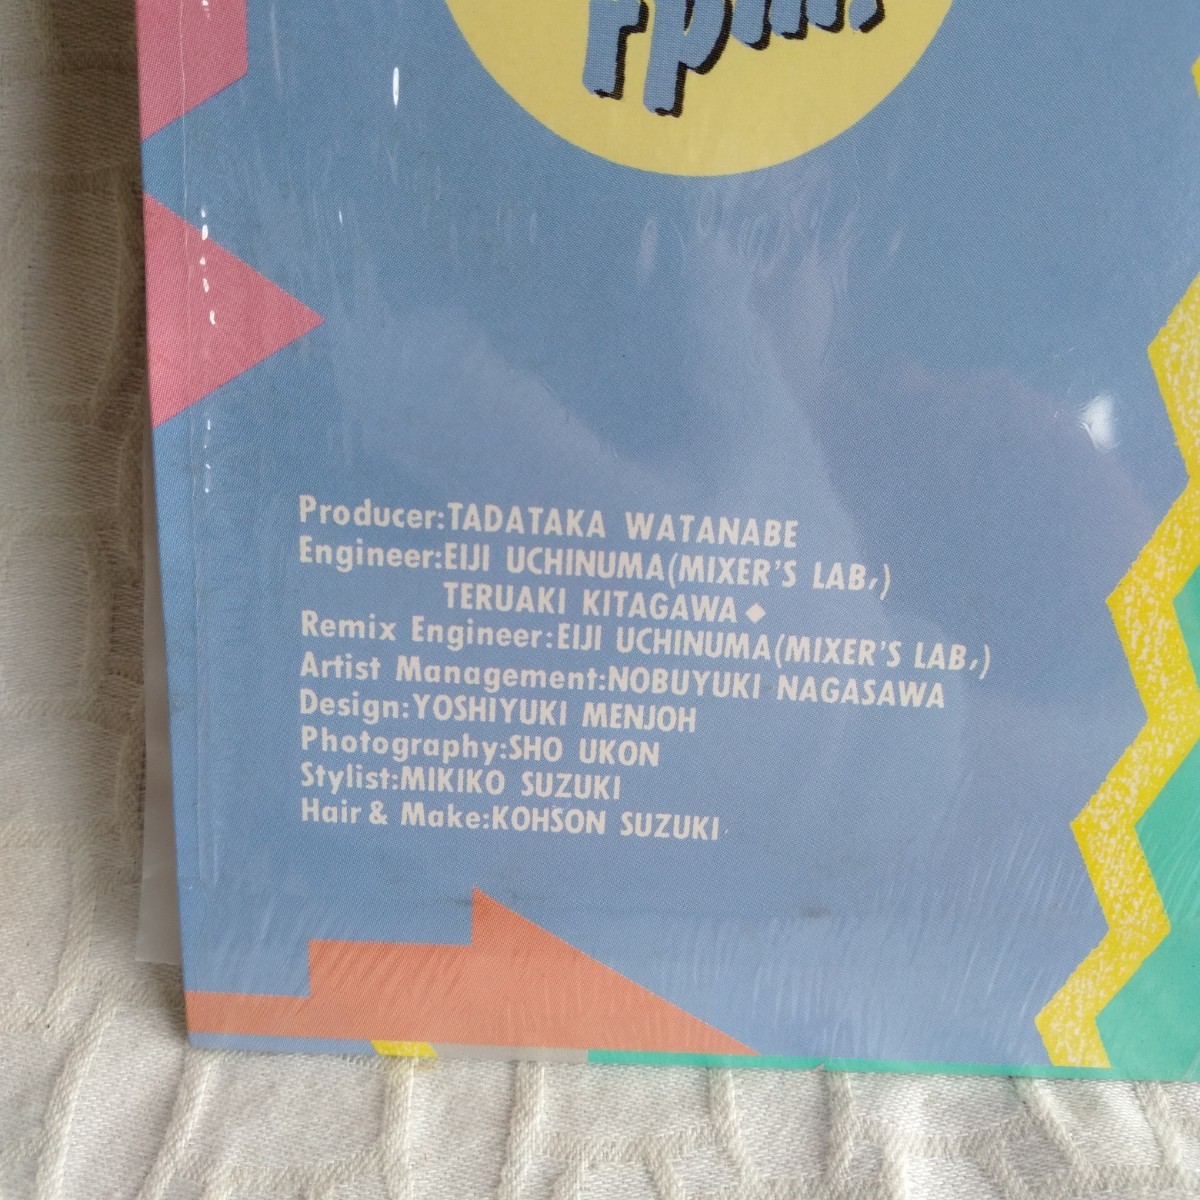 rpm.
Producer:TADATAKA WATANABE
Engineer:EIJI UCHINUMA(MIXER'S LAB,)
TERUAKI KITAGAWA◆
Remix Engineer:EIJI UCHINUMA(MIXER'S LAB,)
Artist Management:NOBUYUKI NAGASAWA
Design:YOSHIYUKI MENJOH
Photography:SHO UKON
Stylist:MIKIKO SUZUKI
Hair & Make:KOHSON SUZUKI